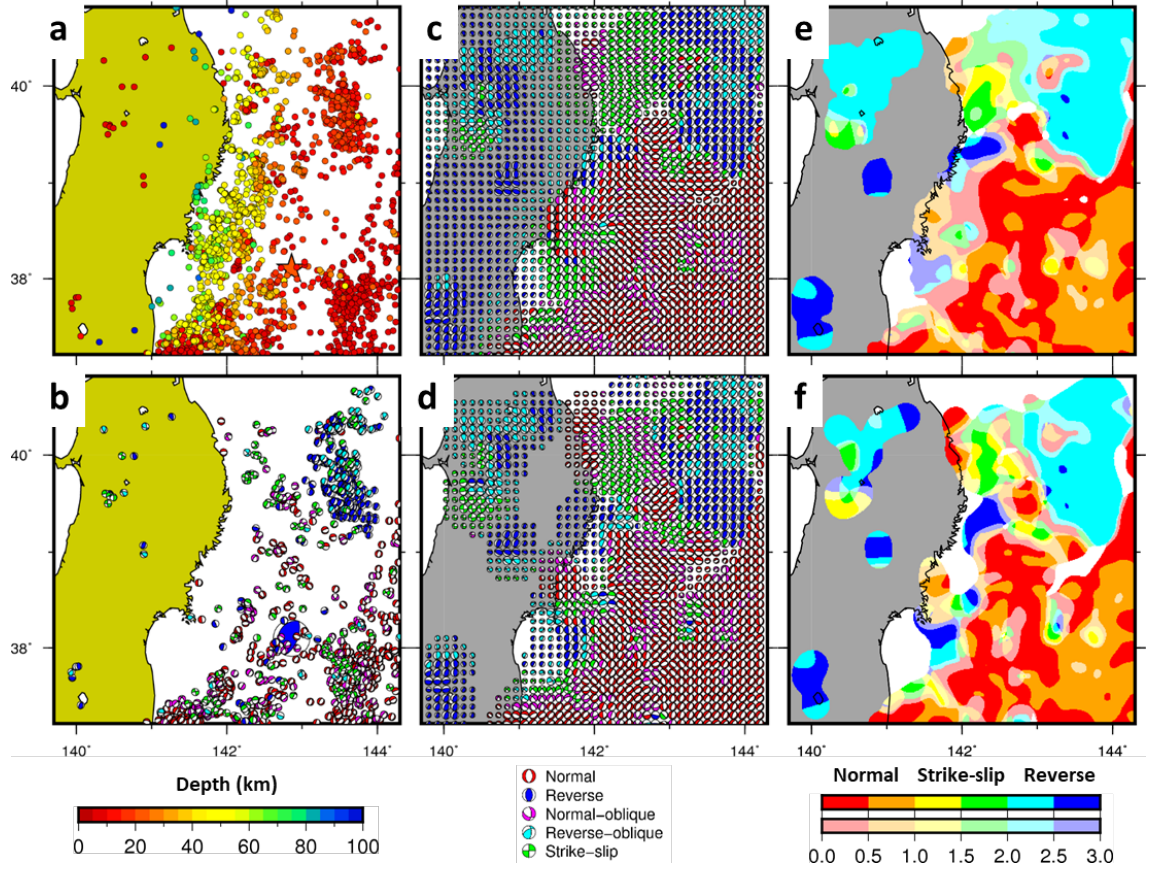 a
c
e
40°
38°
b
d
f
40°
38°
140° 142° 144° 140° 142° 144° 140° 142° 144°
Depth (km)
0 20 40 60 80 100
Normal
Reverse
Normal-oblique
Reverse-oblique
Strike-slip
Normal Strike-slip Reverse
0.0 0.5 1.0 1.5 2.0 2.5 3.0